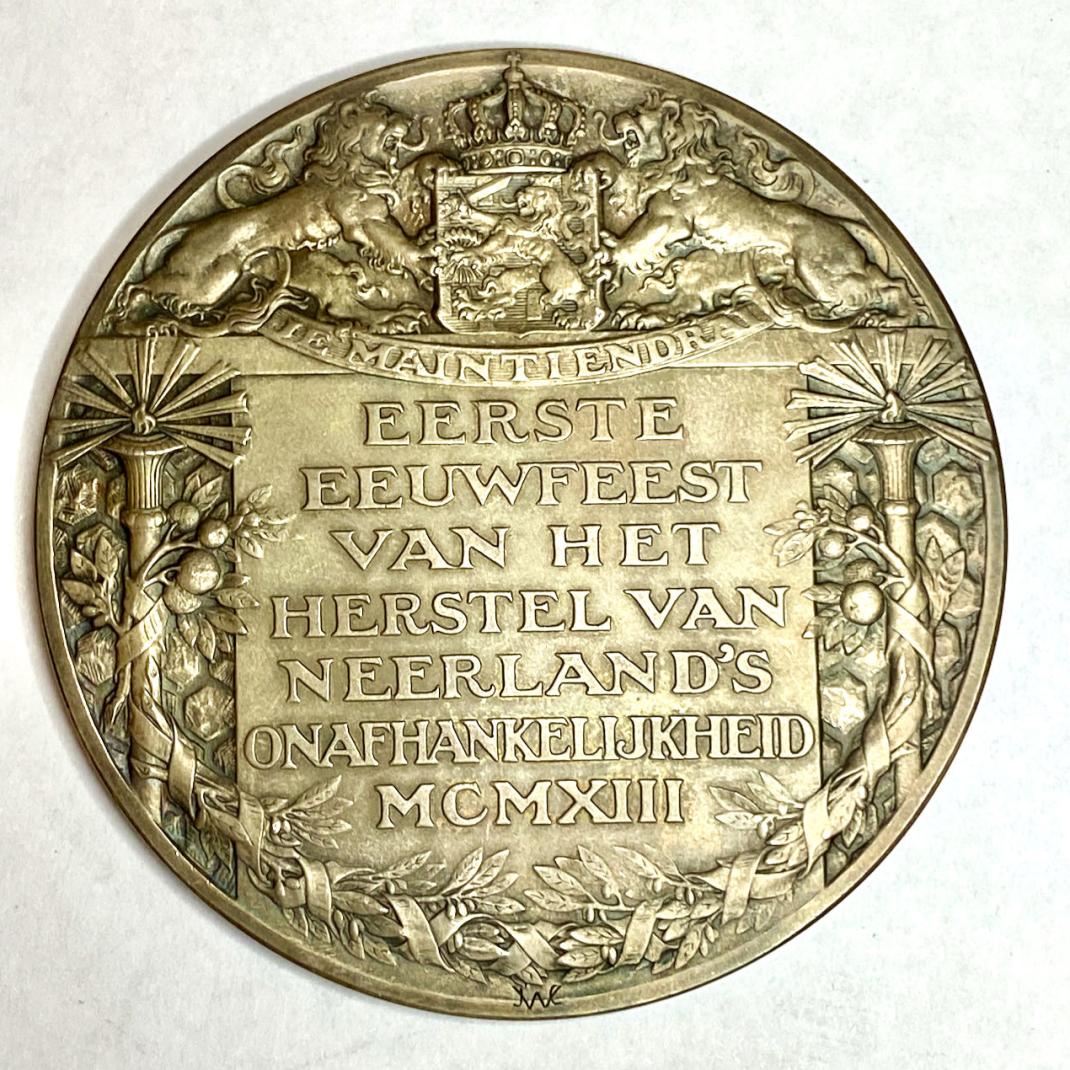 JE MAINTIENDRAI
EERSTE
EEUWFEEST
VAN HET
HERSTEL VAN
NEERLAND'S
ONAFHANKELIJKHEID
MCMXIII